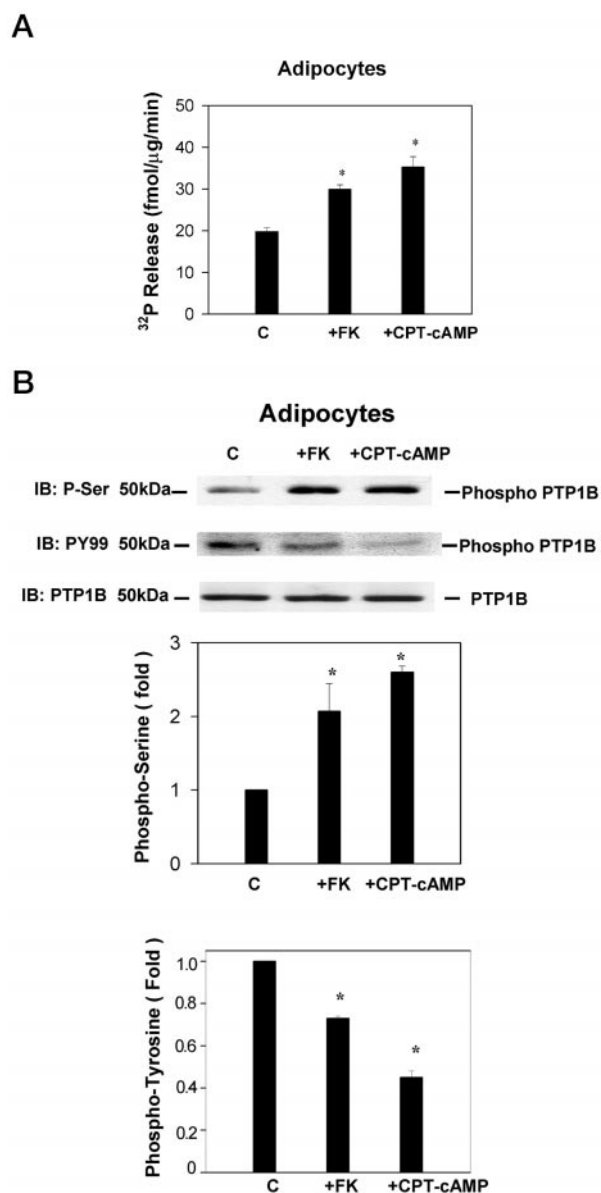 A
Adipocytes
³²P Release (fmol/µg/min)
50
40
30
20
10
0
* *
C +FK +CPT-cAMP
B
Adipocytes
C +FK +CPT-cAMP
IB: P-Ser 50kDa— —Phospho PTP1B
IB: PY99 50kDa— —Phospho PTP1B
IB: PTP1B 50kDa — — PTP1B
Phospho-Serine ( fold )
3
2
1
0
* *
C +FK +CPT-cAMP
Phospho-Tyrosine ( Fold )
1.0
0.8
0.6
0.4
0.2
0
* *
C +FK +CPT-cAMP